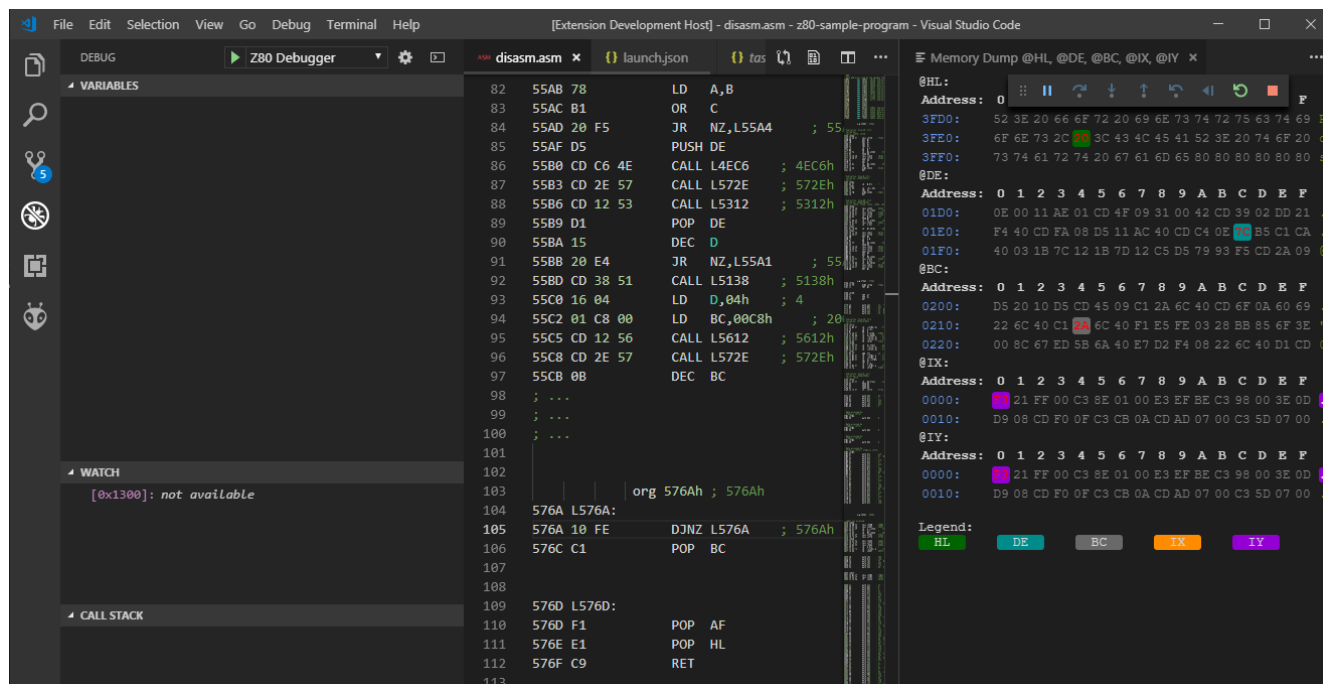 File Edit Selection View Go Debug Terminal Help
[Extension Development Host] - disasm.asm - z80-sample-program - Visual Studio Code
DEBUG
Z80 Debugger
5
VARIABLES
WATCH
[0x1300]: not available
CALL STACK
disasm.asm
{} launch.json
{} tas
82 55AB 78 LD A,B
83 55AC B1 OR C
84 55AD 20 F5 JR NZ,L55A4 ; 55
85 55AF D5 PUSH DE
86 55B0 CD C6 4E CALL L4EC6 ; 4EC6h
87 55B3 CD 2E 57 CALL L572E ; 572Eh
88 55B6 CD 12 53 CALL L5312 ; 5312h
89 55B9 D1 POP DE
90 55BA 15 DEC D
91 55BB 20 E4 JR NZ,L55A1 ; 55
92 55BD CD 38 51 CALL L5138 ; 5138h
93 55C0 16 04 LD D,04h ; 4
94 55C2 01 C8 00 LD BC,00C8h ; 20
95 55C5 CD 12 56 CALL L5612 ; 5612h
96 55C8 CD 2E 57 CALL L572E ; 572Eh
97 55CB 0B DEC BC
98 ; ...
99 ; ...
100 ; ...
101
102
103 org 576Ah ; 576Ah
104 576A L576A:
105 576A 10 FE DJNZ L576A ; 576Ah
106 576C C1 POP BC
107
108
109 576D L576D:
110 576D F1 POP AF
111 576E E1 POP HL
112 576F C9 RET
113
Memory Dump @HL, @DE, @BC, @IX, @IY
@HL:
Address: 0 F
3FD0: 52 3E 20 66 6F 72 20 69 6E 73 74 72 75 63 74 69
3FE0: 6F 6E 73 2C 20 3C 43 4C 45 41 52 3E 20 74 6F 20
3FF0: 73 74 61 72 74 20 67 61 6D 65 80 80 80 80 80 80
@DE:
Address: 0 1 2 3 4 5 6 7 8 9 A B C D E F
01D0: 0E 00 11 AE 01 CD 4F 09 31 00 42 CD 39 02 DD 21
01E0: F4 40 CD FA 08 D5 11 AC 40 CD C4 0E 7C B5 C1 CA
01F0: 40 03 1B 7C 12 1B 7D 12 C5 D5 79 93 F5 CD 2A 09
@BC:
Address: 0 1 2 3 4 5 6 7 8 9 A B C D E F
0200: D5 20 10 D5 CD 45 09 C1 2A 6C 40 CD 6F 0A 60 69
0210: 22 6C 40 C1 2A 6C 40 F1 E5 FE 03 28 BB 85 6F 3E
0220: 00 8C 67 ED 5B 6A 40 E7 D2 F4 08 22 6C 40 D1 CD
@IX:
Address: 0 1 2 3 4 5 6 7 8 9 A B C D E F
0000: 21 FF 00 C3 8E 01 00 E3 EF BE C3 98 00 3E 0D
0010: D9 08 CD F0 0F C3 CB 0A CD AD 07 00 C3 5D 07 00
@IY:
Address: 0 1 2 3 4 5 6 7 8 9 A B C D E F
0000: 21 FF 00 C3 8E 01 00 E3 EF BE C3 98 00 3E 0D
0010: D9 08 CD F0 0F C3 CB 0A CD AD 07 00 C3 5D 07 00
Legend:
HL DE BC IX IY